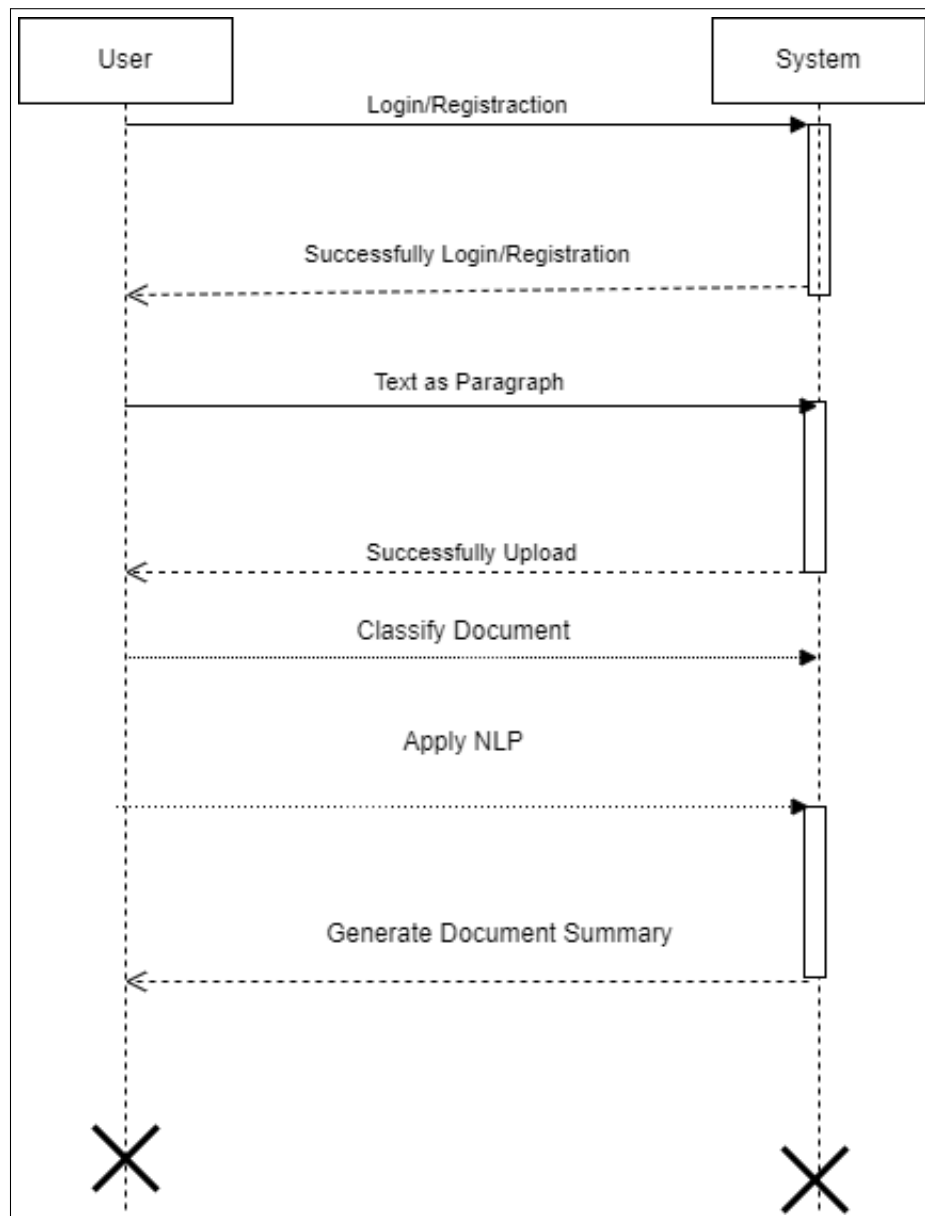 User
System
Login/Registraction
Successfully Login/Registration
Text as Paragraph
Successfully Upload
Classify Document
Apply NLP
Generate Document Summary